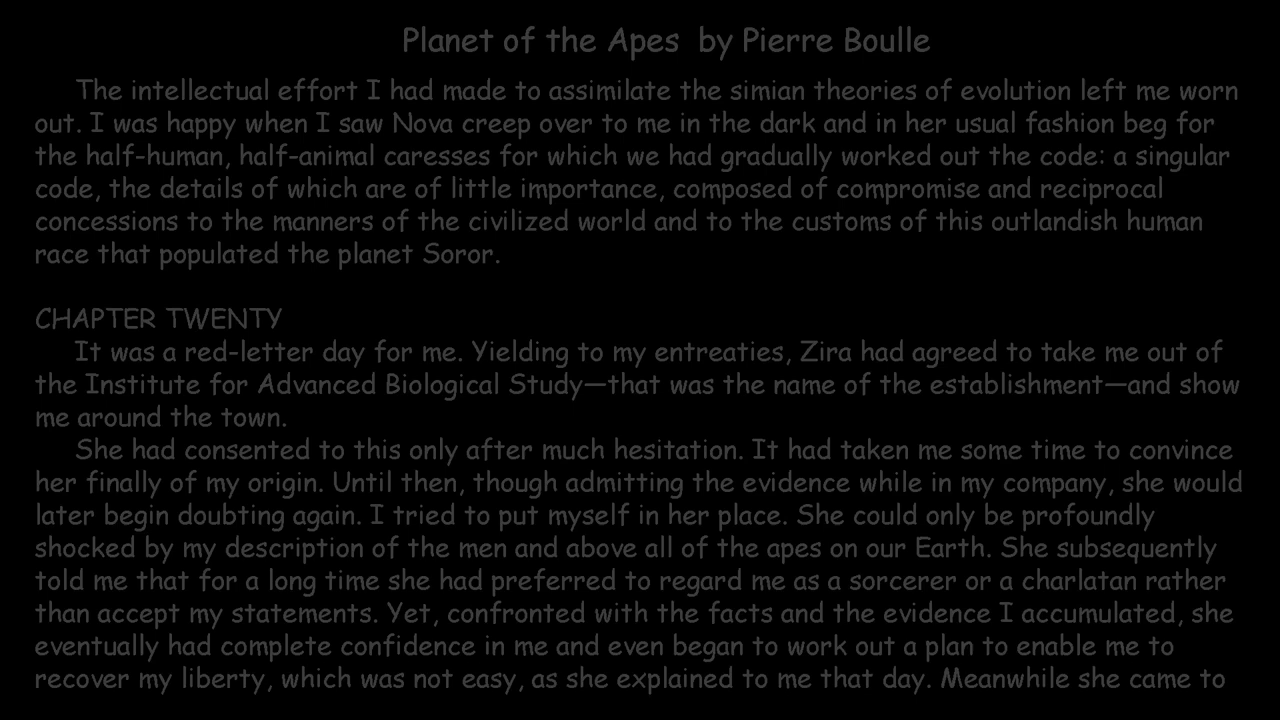 Planet of the Apes  by Pierre Boulle
The intellectual effort I had made to assimilate the simian theories of evolution left me worn
out. I was happy when I saw Nova creep over to me in the dark and in her usual fashion beg for
the half-human, half-animal caresses for which we had gradually worked out the code: a singular
code, the details of which are of little importance, composed of compromise and reciprocal
concessions to the manners of the civilized world and to the customs of this outlandish human
race that populated the planet Soror.
CHAPTER TWENTY
It was a red-letter day for me. Yielding to my entreaties, Zira had agreed to take me out of
the Institute for Advanced Biological Study—that was the name of the establishment—and show
me around the town.
She had consented to this only after much hesitation. It had taken me some time to convince
her finally of my origin. Until then, though admitting the evidence while in my company, she would
later begin doubting again. I tried to put myself in her place. She could only be profoundly
shocked by my description of the men and above all of the apes on our Earth. She subsequently
told me that for a long time she had preferred to regard me as a sorcerer or a charlatan rather
than accept my statements. Yet, confronted with the facts and the evidence I accumulated, she
eventually had complete confidence in me and even began to work out a plan to enable me to
recover my liberty, which was not easy, as she explained to me that day. Meanwhile she came to